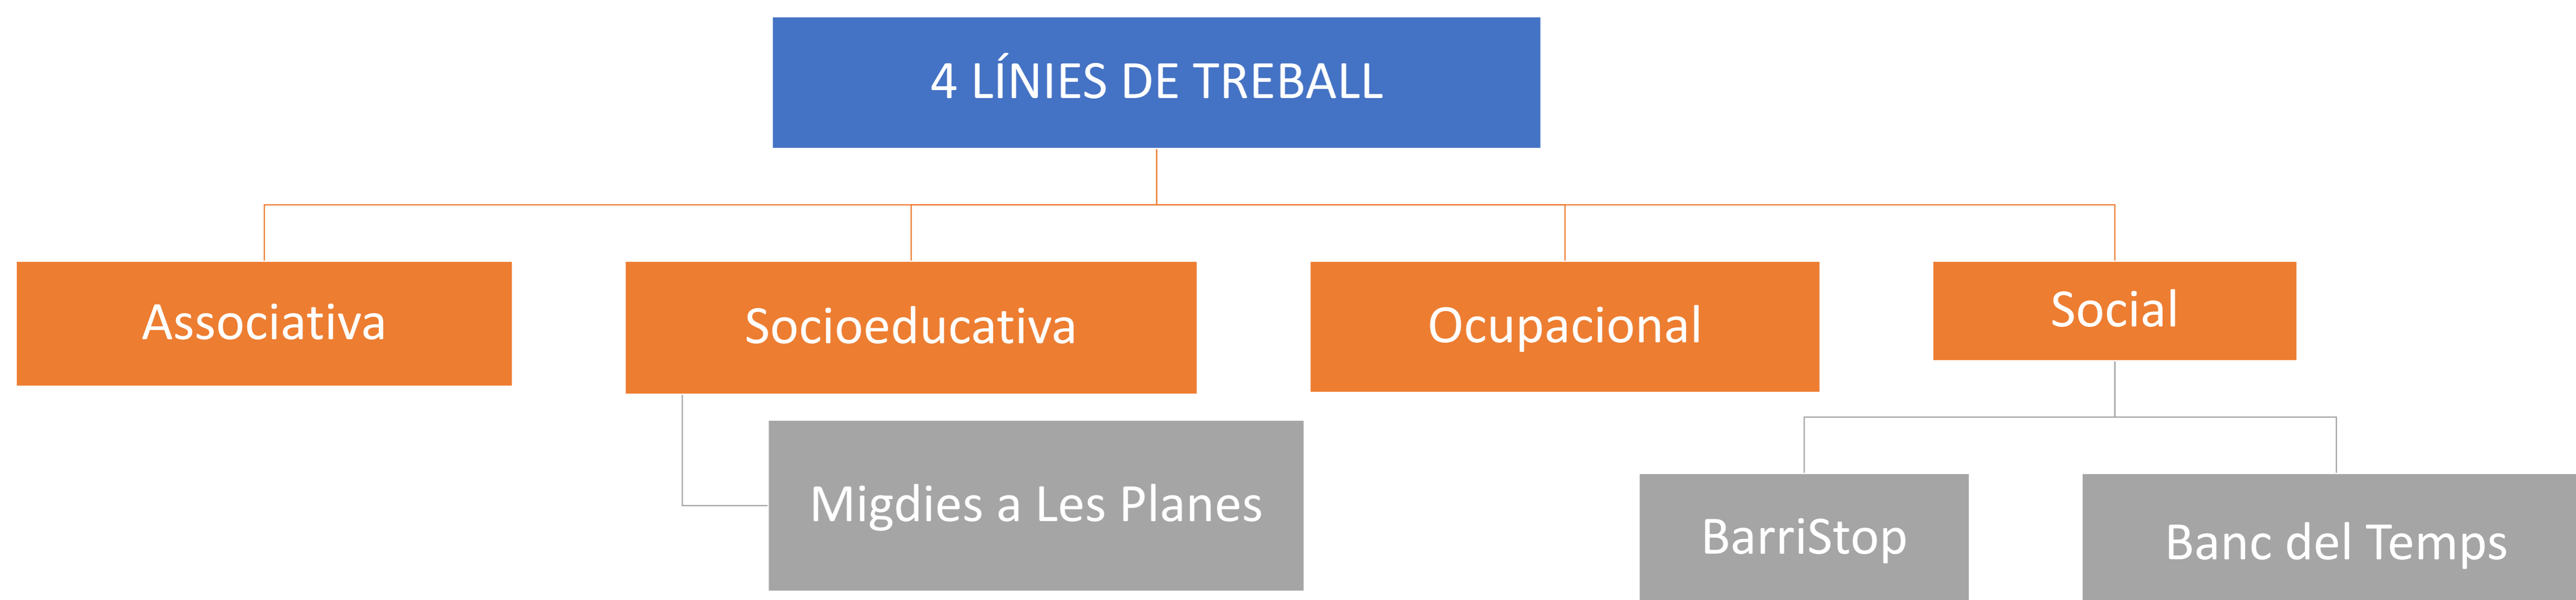 4 LÍNIES DE TREBALL
Associativa
Socioeducativa
Ocupacional
Social
Migdies a Les Planes
BarriStop
Banc del Temps